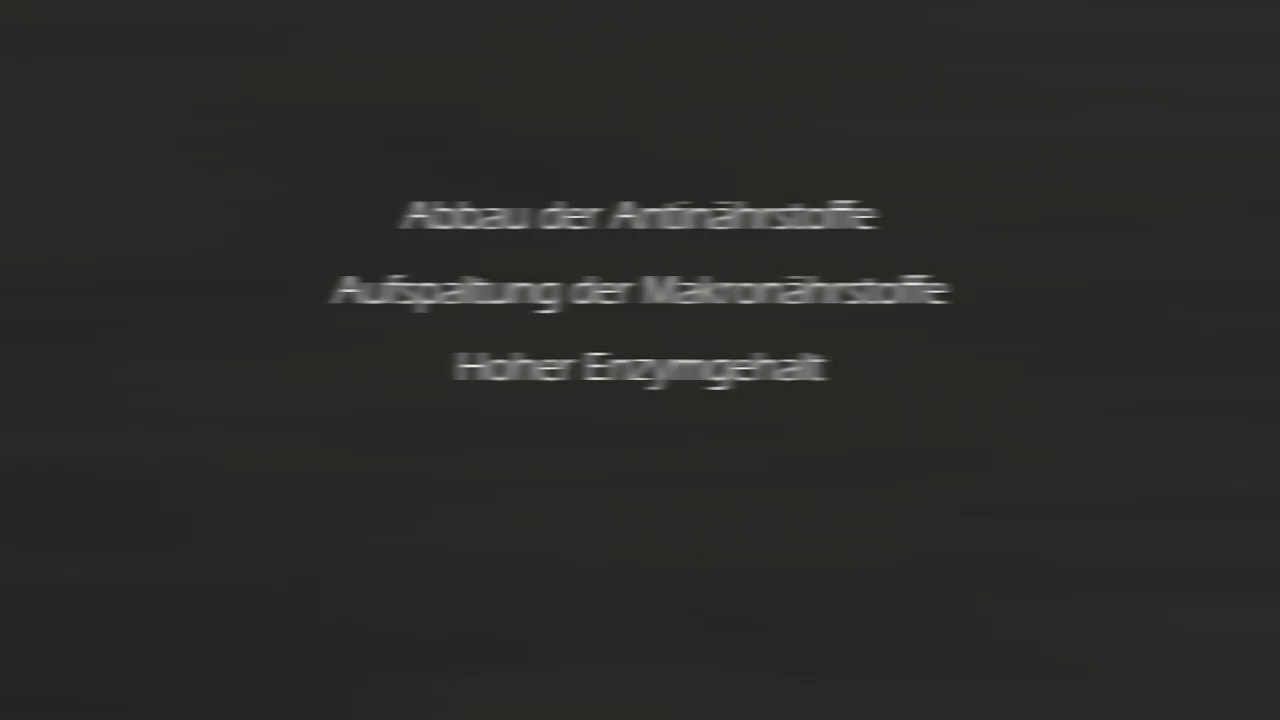 Abbau der Antinährstoffe
Aufspaltung der Makronährstoffe
Hoher Enzymgehalt